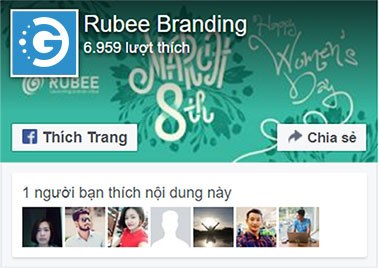 Rubee Branding
6.959 lượt thích
Happy
Women's
Day
MARCH
8th
RUBEE
Thích Trang
Chia sẻ
1 người bạn thích nội dung này